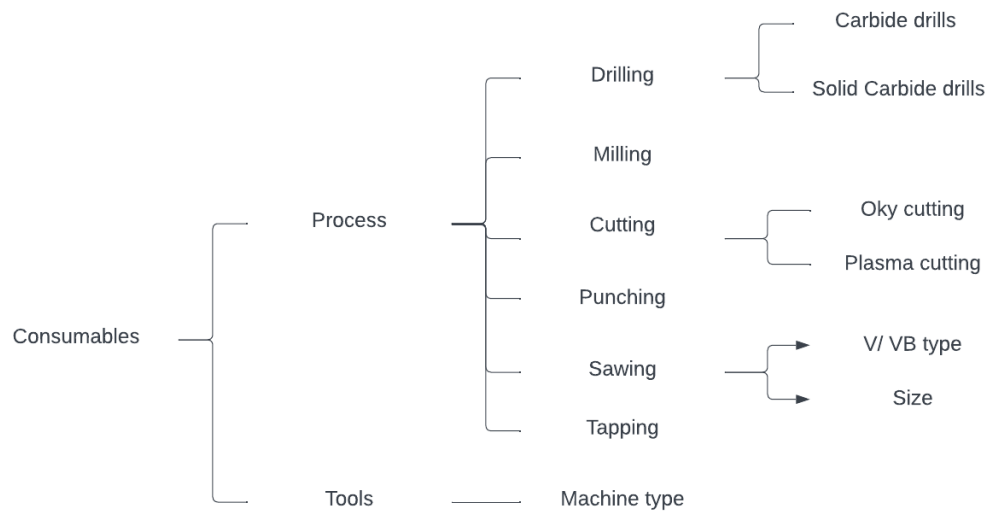 Carbide drills
Drilling
Solid Carbide drills
Milling
Process
Cutting
Oky cutting
Plasma cutting
Punching
Consumables
Sawing
V/ VB type
Size
Tapping
Tools
Machine type